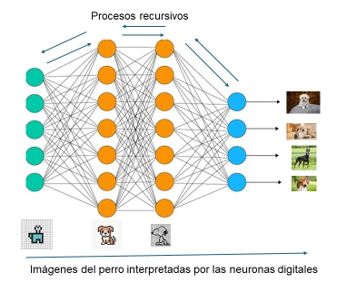 Procesos recursivos
Imágenes del perro interpretadas por las neuronas digitales